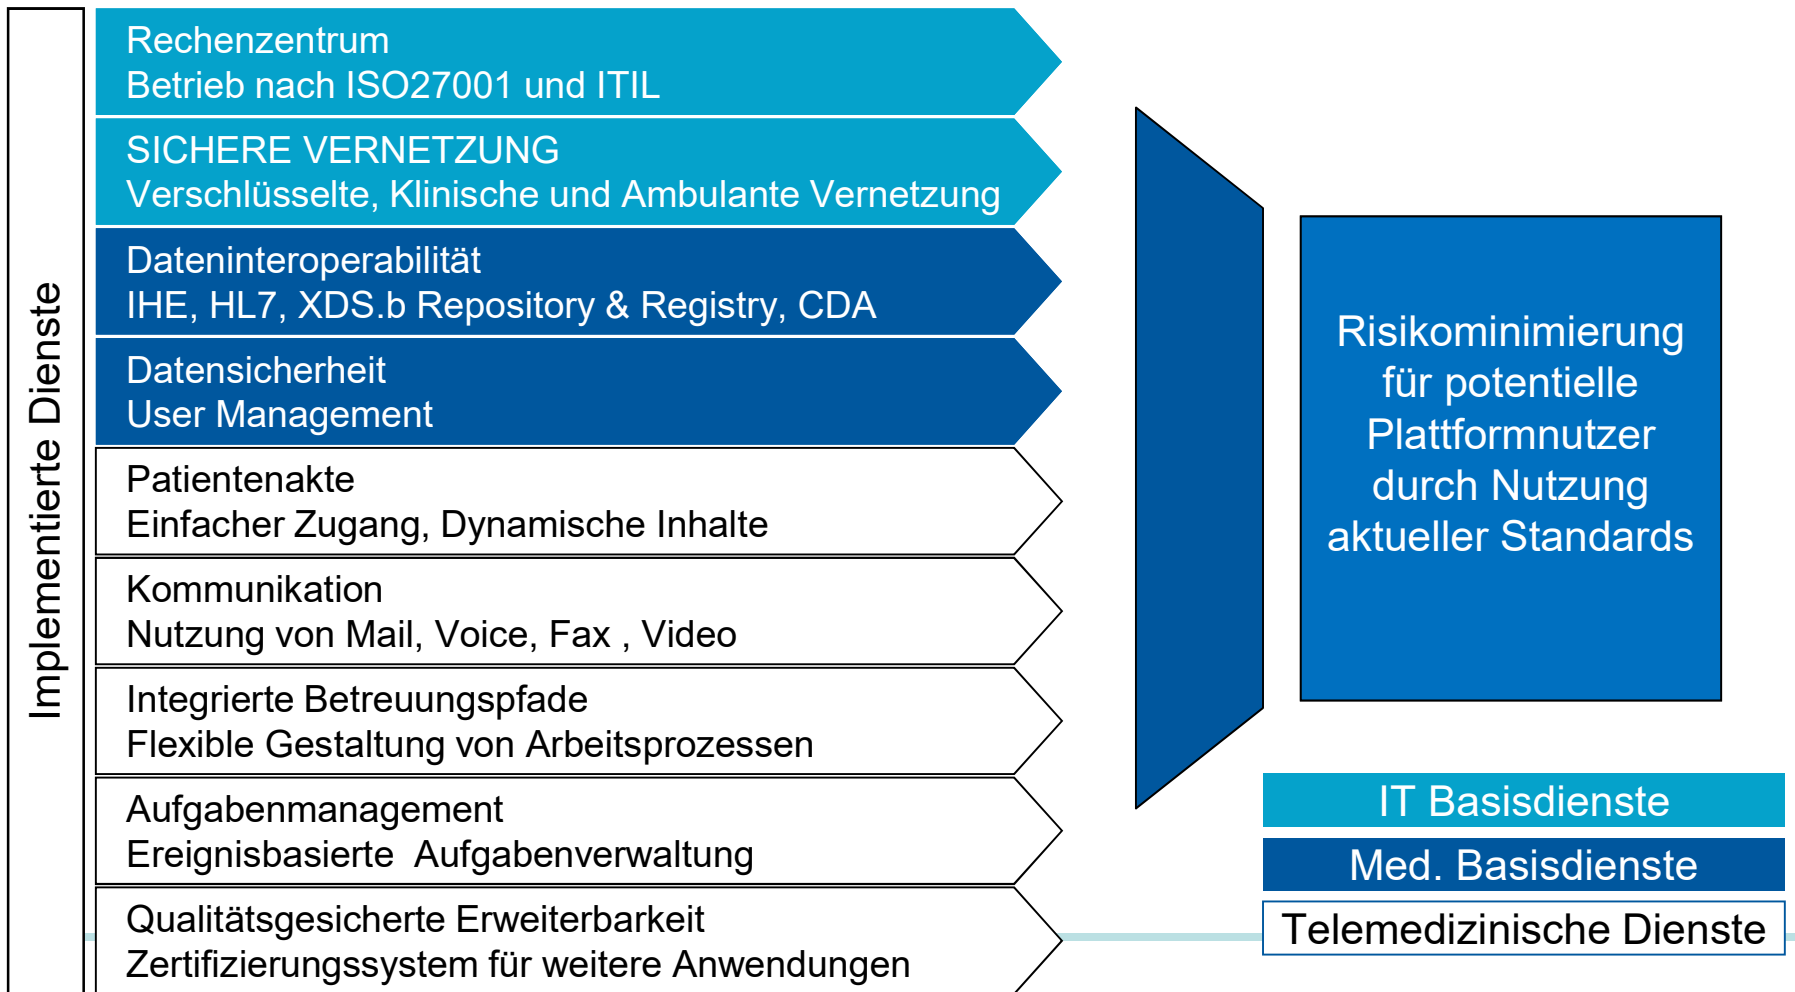 Implementierte Dienste
Rechenzentrum
Betrieb nach ISO27001 und ITIL
SICHERE VERNETZUNG
Verschlüsselte, Klinische und Ambulante Vernetzung
Dateninteroperabilität
IHE, HL7, XDS.b Repository & Registry, CDA
Datensicherheit
User Management
Patientenakte
Einfacher Zugang, Dynamische Inhalte
Kommunikation
Nutzung von Mail, Voice, Fax , Video
Integrierte Betreuungspfade
Flexible Gestaltung von Arbeitsprozessen
Aufgabenmanagement
Ereignisbasierte  Aufgabenverwaltung
Qualitätsgesicherte Erweiterbarkeit
Zertifizierungssystem für weitere Anwendungen
Risikominimierung
für potentielle
Plattformnutzer
durch Nutzung
aktueller Standards
IT Basisdienste
Med. Basisdienste
Telemedizinische Dienste